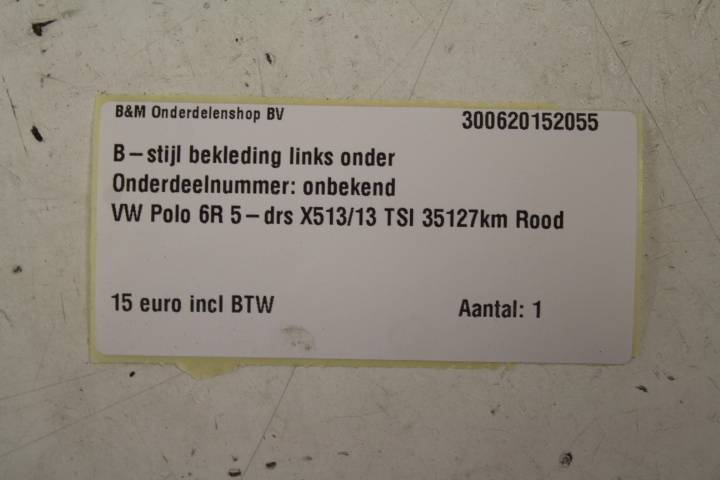 B&M Onderdelenshop BV 300620152055
B-stijl bekleding links onder
Onderdeelnummer: onbekend
VW Polo 6R 5-drs X513/13 TSI 35127km Rood
15 euro incl BTW Aantal: 1